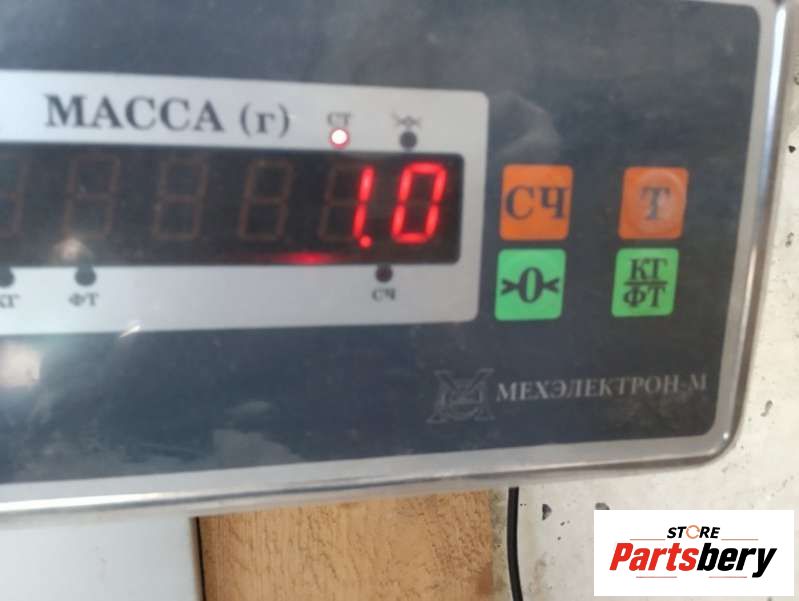 МАССА (г)
СТ
1.0
СЧ
Т
>0<
КГ
ФТ
КГ
ФТ
СЧ
МЕХЭЛЕКТРОН-М
STORE
Partsbery